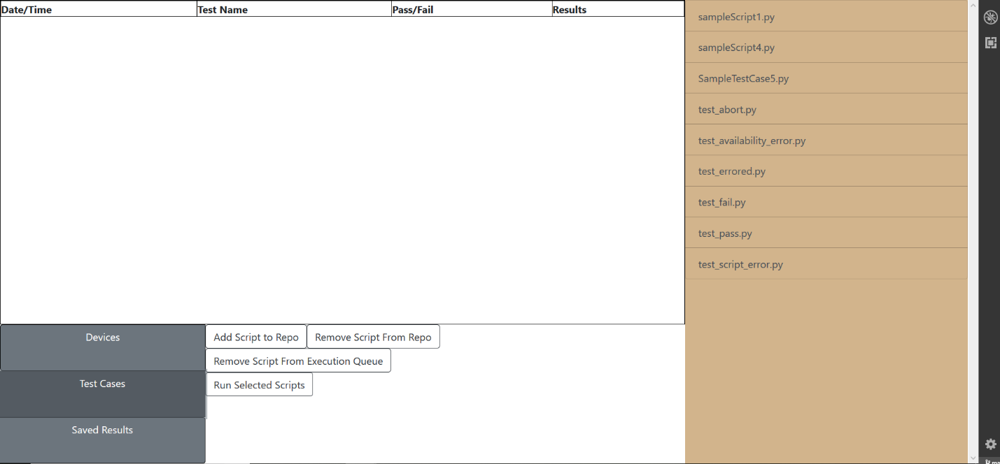 Date/Time Test Name Pass/Fail Results
sampleScript1.py
sampleScript4.py
SampleTestCase5.py
test_abort.py
test_availability_error.py
test_errored.py
test_fail.py
test_pass.py
test_script_error.py
Devices
Test Cases
Saved Results
Add Script to Repo Remove Script From Repo
Remove Script From Execution Queue
Run Selected Scripts